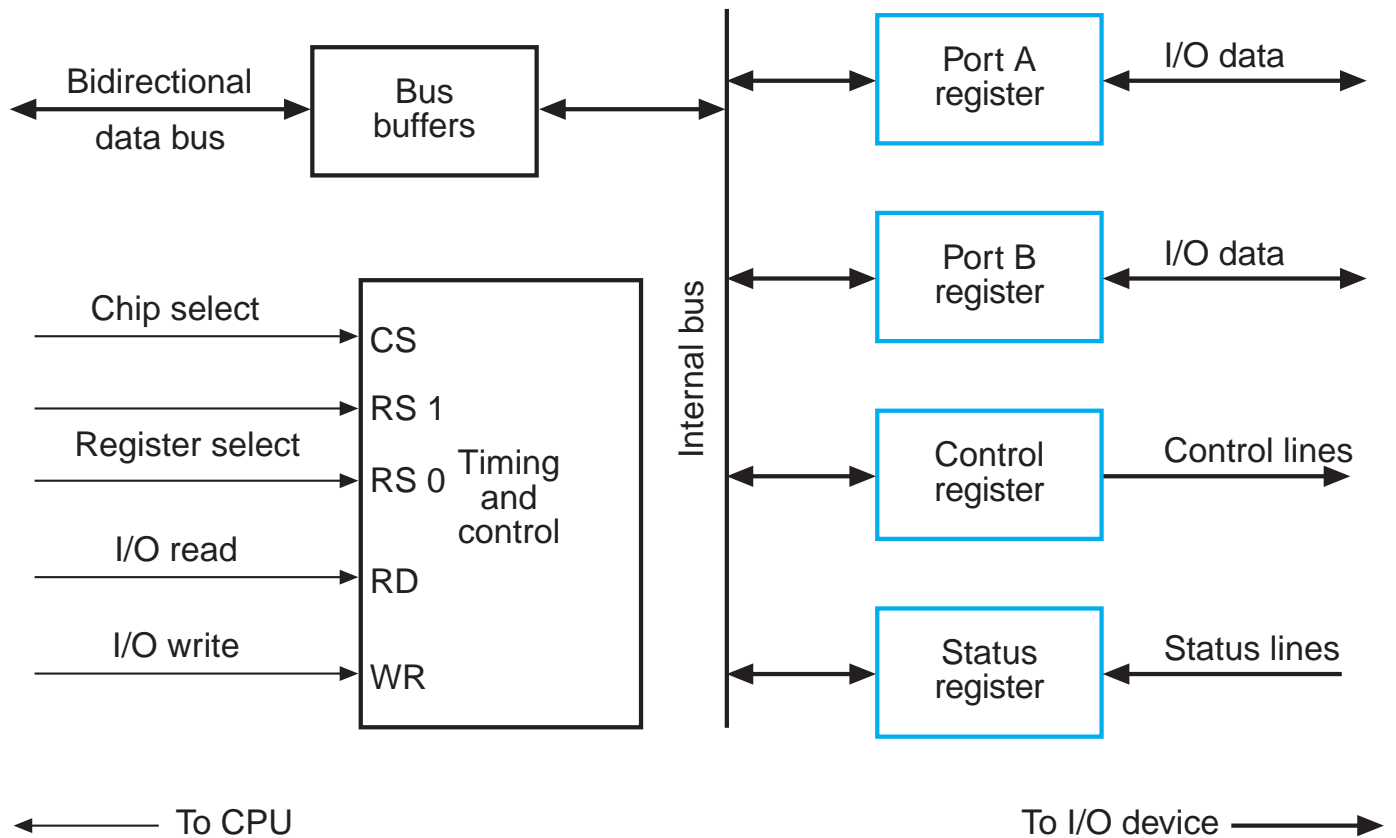 Bidirectional
data bus
Bus
buffers
Port A
register
I/O data
Port B
register
I/O data
Internal bus
Chip select
CS
RS 1
Register select
RS 0
Timing
and
control
I/O read
RD
I/O write
WR
Control
register
Control lines
Status
register
Status lines
To CPU
To I/O device